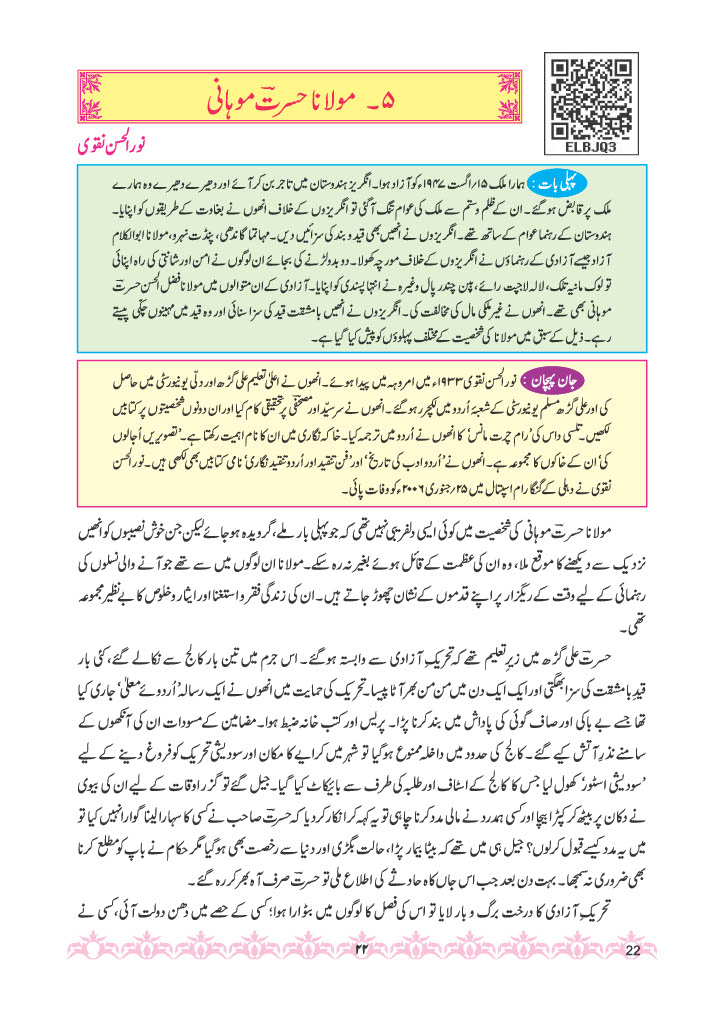 ۵۔ مولانا حسرتؔ موہانی
ELBJQ3
نور الحسن نقوی
پہلی بات : ہمارا ملک ۱۵؍اگست ۱۹۴۷ء کو آزاد ہوا۔ انگریز ہندوستان میں تاجر بن کر آئے اور دھیرے دھیرے وہ ہمارے
ملک پر قابض ہوگئے۔ ان کے ظلم و ستم سے ملک کی عوام تنگ آگئی تو انگریزوں کے خلاف انھوں نے بغاوت کے طریقوں کو اپنایا۔
ہندوستان کے رہنما عوام کے ساتھ تھے۔ انگریزوں نے انھیں بھی قید و بند کی سزائیں دیں۔ مہاتما گاندھی، پنڈت نہرو، مولانا ابوالکلام
آزاد جیسے آزادی کے رہنماؤں نے انگریزوں کے خلاف مورچہ کھولا۔ دو بدو لڑنے کی بجائے ان لوگوں نے امن اور شانتی کی راہ اپنائی
تو لوک مانیہ تلک، لالہ لاجپت رائے، بپن چندر پال وغیرہ نے انتہا پسندی کو اپنایا۔ آزادی کے ان متوالوں میں مولانا فضل الحسن حسرتؔ
موہانی بھی تھے۔ انھوں نے غیر ملکی مال کی مخالفت کی۔ انگریزوں نے انھیں بامشقت قید کی سزا سنائی اور وہ قید میں مہینوں چکّی پیستے
رہے۔ ذیل کے سبق میں مولانا کی شخصیت کے مختلف پہلوؤں کو پیش کیا گیا ہے۔
جان پہچان : نور الحسن نقوی ۱۹۳۳ء میں امروہہ میں پیدا ہوئے۔ انھوں نے اعلیٰ تعلیم علی گڑھ اور دلّی یونیورسٹی میں حاصل
کی اور علی گڑھ مسلم یونیورسٹی کے شعبۂ اُردو میں لکچرر ہوگئے۔ انھوں نے سرسیّد اور مصحفیؔ پر تحقیقی کام کیا اور ان دونوں شخصیتوں پر کتابیں
لکھیں۔ تلسی داس کی ’رام چرت مانس‘ کا انھوں نے اُردو میں ترجمہ کیا۔ خاکہ نگاری میں ان کا نام اہمیت رکھتا ہے۔ ’تصویریں اُجالوں
کی‘ ان کے خاکوں کا مجموعہ ہے۔ انھوں نے ’اُردو ادب کی تاریخ‘ اور ’فن تنقید اور اُردو تنقید نگاری‘ نامی کتابیں بھی لکھی ہیں۔ نور الحسن
نقوی نے دہلی کے گنگا رام اسپتال میں ۲۵؍جنوری ۲۰۰۶ء کو وفات پائی۔
مولانا حسرتؔ موہانی کی شخصیت میں کوئی ایسی دلفریبی نہیں تھی کہ جو پہلی بار ملے، گرویدہ ہو جائے لیکن جن خوش نصیبوں کو انھیں
نزدیک سے دیکھنے کا موقع ملا، وہ ان کی عظمت کے قائل ہوئے بغیر نہ رہ سکے۔ مولانا ان لوگوں میں سے تھے جو آنے والی نسلوں کی
رہنمائی کے لیے وقت کے ریگزار پر اپنے قدموں کے نشان چھوڑ جاتے ہیں۔ ان کی زندگی فقر و استغنا اور ایثار و خلوص کا بے نظیر مجموعہ
تھی۔
حسرتؔ علی گڑھ میں زیرِ تعلیم تھے کہ تحریکِ آزادی سے وابستہ ہوگئے۔ اس جرم میں تین بار کالج سے نکالے گئے، کئی بار
قیدِ بامشقت کی سزا بھگتی اور ایک ایک دن میں من من بھر آٹا پیسا۔ تحریک کی حمایت میں انھوں نے ایک رسالہ ’اُردوئے معلّیٰ‘ جاری کیا
تھا جسے بے باکی اور صاف گوئی کی پاداش میں بند کرنا پڑا۔ پریس اور کتب خانہ ضبط ہوا۔ مضامین کے مسودات ان کی آنکھوں کے
سامنے نذرِ آتش کیے گئے۔ کالج کی حدود میں داخلہ ممنوع ہوگیا تو شہر میں کرایے کا مکان اور سودیشی تحریک کو فروغ دینے کے لیے
’سودیشی اسٹور‘ کھول لیا جس کا کالج کے اسٹاف اور طلبہ کی طرف سے بائیکاٹ کیا گیا۔ جیل گئے تو گزر اوقات کے لیے ان کی بیوی
نے دکان پر بیٹھ کر کپڑا بیچا اور کسی ہمدرد نے مالی مدد کرنا چاہی تو یہ کہہ کر انکار کر دیا کہ حسرتؔ صاحب نے کسی کا سہارا لینا گوارا نہیں کیا تو
میں یہ مدد کیسے قبول کرلوں؟ جیل ہی میں تھے کہ بیٹا بیمار پڑا، حالت بگڑی اور دنیا سے رخصت بھی ہوگیا مگر حکام نے باپ کو مطلع کرنا
بھی ضروری نہ سمجھا۔ بہت دن بعد جب اس جاں کاہ حادثے کی اطلاع ملی تو حسرتؔ صرف آہ بھر کر رہ گئے۔
تحریکِ آزادی کا درخت برگ و بار لایا تو اس کی فصل کا لوگوں میں بٹوارا ہوا؛ کسی کے حصے میں دھن دولت آئی، کسی نے
۲۲
22